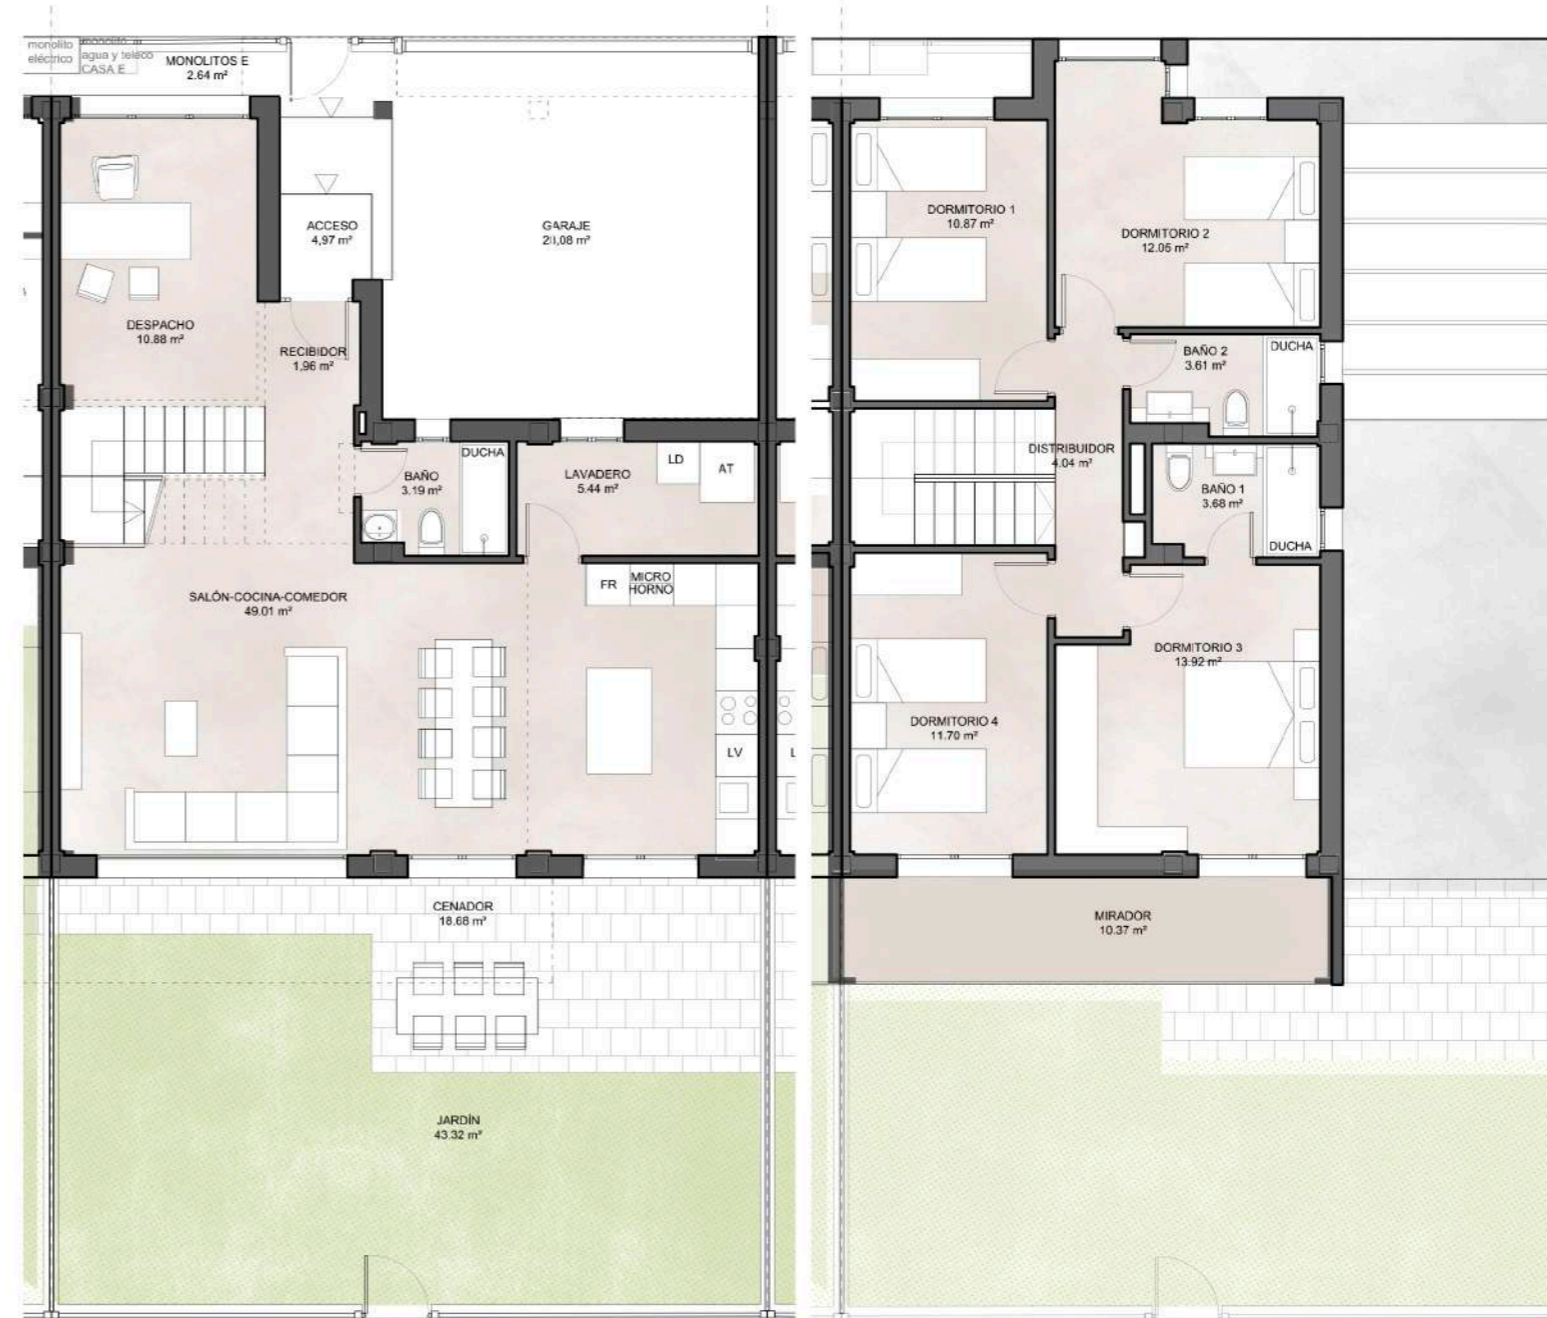 monolito
eléctrico
monolito
agua y teleco
CASA E
MONOLITOS E
2.64 m²
ACCESO
4,97 m²
GARAJE
DESPACHO
10.88 m²
RECIBIDOR
1,96 m²
BAÑO
3.19 m²
DUCHA
LAVADERO
5.44 m²
LD
AT
SALÓN-COCINA-COMEDOR
49.01 m²
FR
MICRO
HORNO
LV
L
CENADOR
18.68 m²
JARDÍN
43.32 m²
DORMITORIO 1
10.87 m²
DORMITORIO 2
12.05 m²
BAÑO 2
3.61 m²
DUCHA
DISTRIBUIDOR
4.04 m²
BAÑO 1
3.68 m²
DUCHA
DORMITORIO 3
13.92 m²
DORMITORIO 4
11.70 m²
MIRADOR
10.37 m²